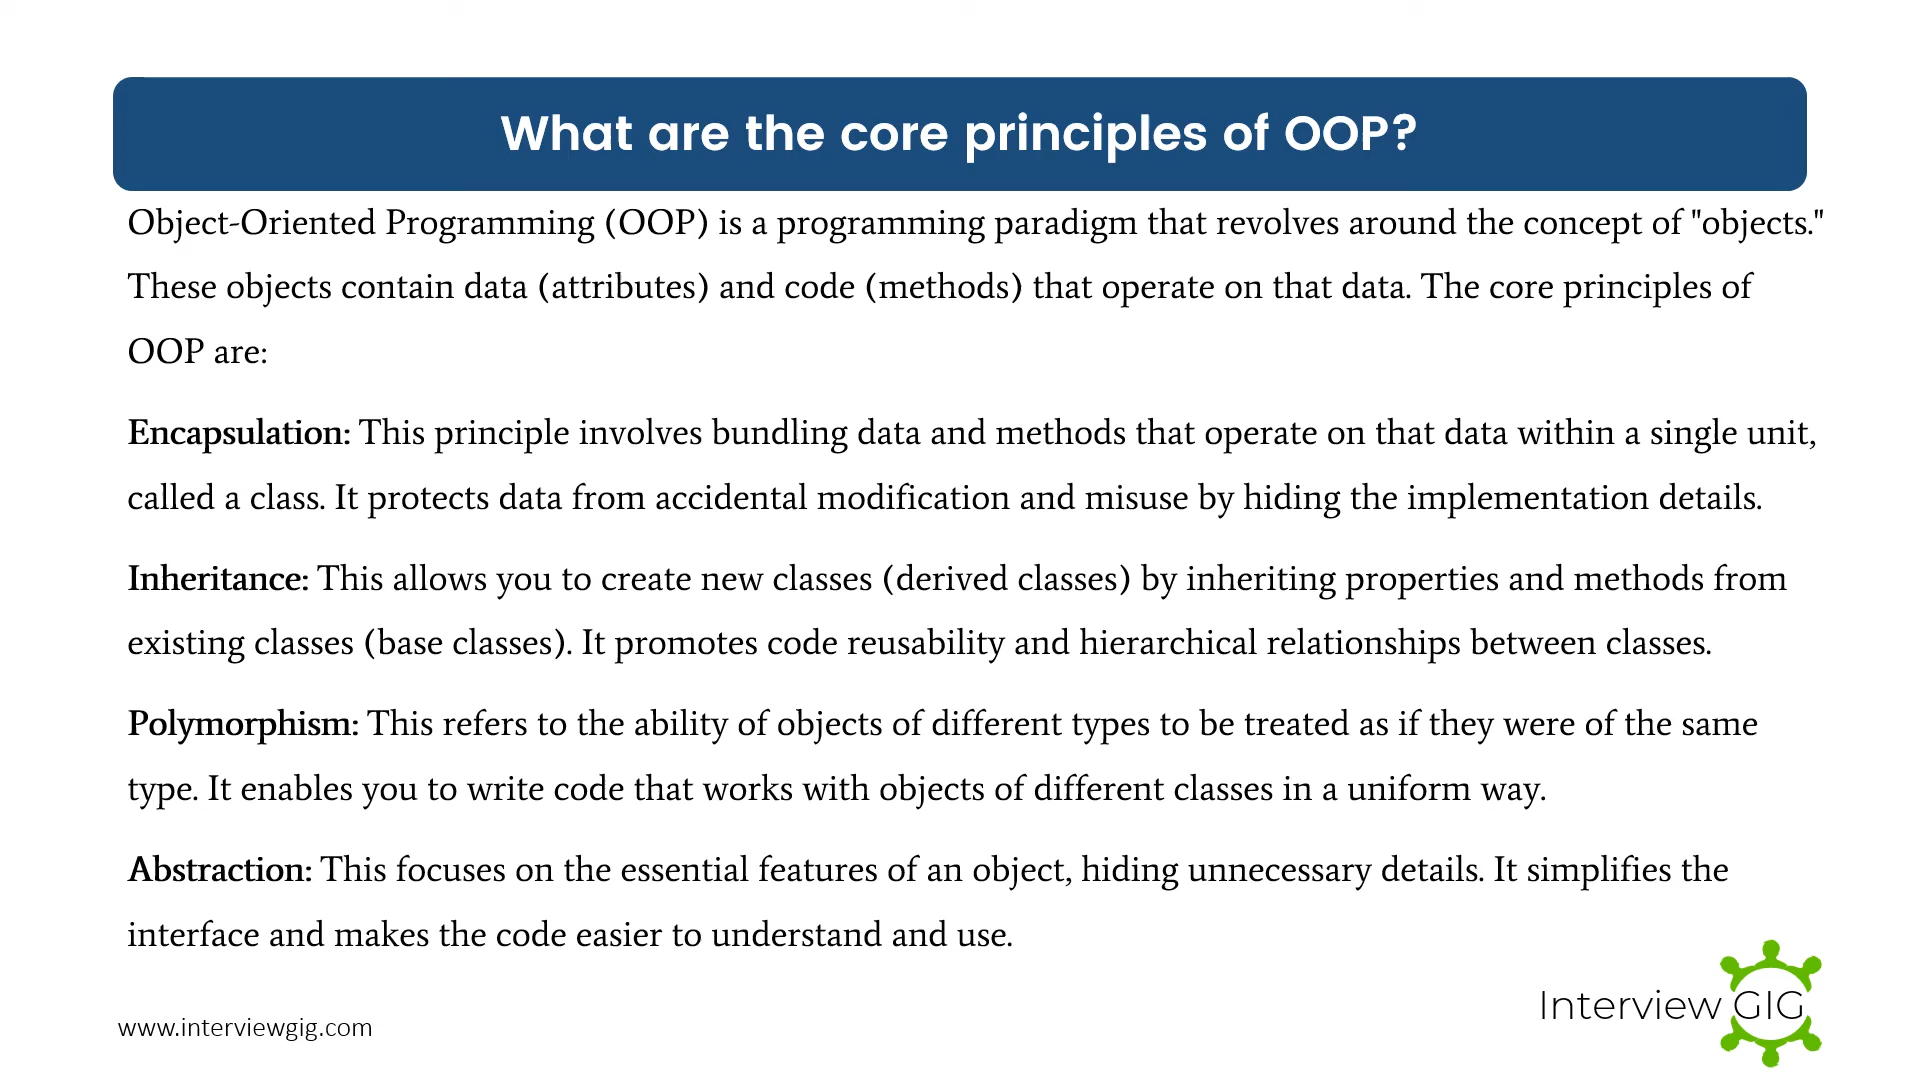 What are the core principles of OOP?
Object-Oriented Programming (OOP) is a programming paradigm that revolves around the concept of "objects."
These objects contain data (attributes) and code (methods) that operate on that data. The core principles of
OOP are:
Encapsulation: This principle involves bundling data and methods that operate on that data within a single unit,
called a class. It protects data from accidental modification and misuse by hiding the implementation details.
Inheritance: This allows you to create new classes (derived classes) by inheriting properties and methods from
existing classes (base classes). It promotes code reusability and hierarchical relationships between classes.
Polymorphism: This refers to the ability of objects of different types to be treated as if they were of the same
type. It enables you to write code that works with objects of different classes in a uniform way.
Abstraction: This focuses on the essential features of an object, hiding unnecessary details. It simplifies the
interface and makes the code easier to understand and use.
Interview GIG
www.interviewgig.com